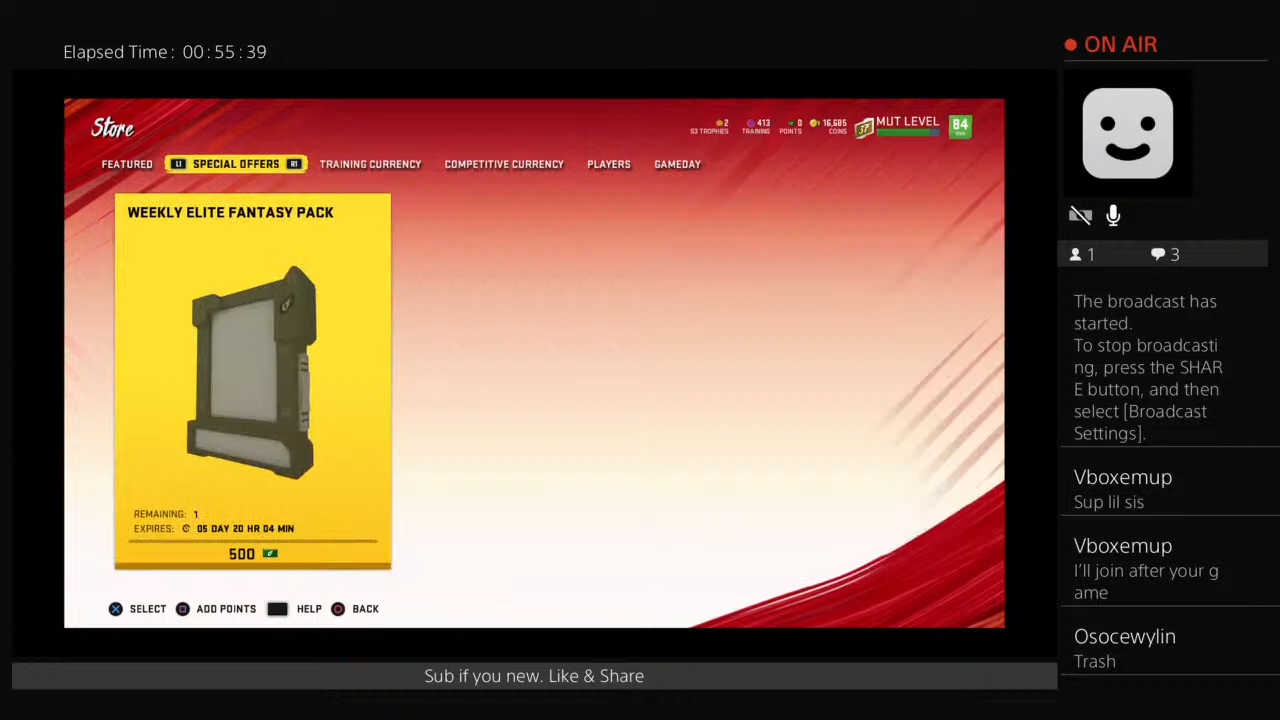 Elapsed Time: 00:55:39
ON AIR
Store
2
S3 TROPHIES
413
TRAINING
0
POINTS
16,685
COINS
MUT LEVEL
84
FEATURED L1 SPECIAL OFFERS R1 TRAINING CURRENCY COMPETITIVE CURRENCY PLAYERS GAMEDAY
WEEKLY ELITE FANTASY PACK
REMAINING: 1
EXPIRES: 05 DAY 20 HR 04 MIN
500
SELECT ADD POINTS HELP BACK
Sub if you new. Like & Share
1 3
The broadcast has
started.
To stop broadcasti
ng, press the SHAR
E button, and then
select [Broadcast
Settings].
Vboxemup
Sup lil sis
Vboxemup
I'll join after your g
ame
Osocewylin
Trash